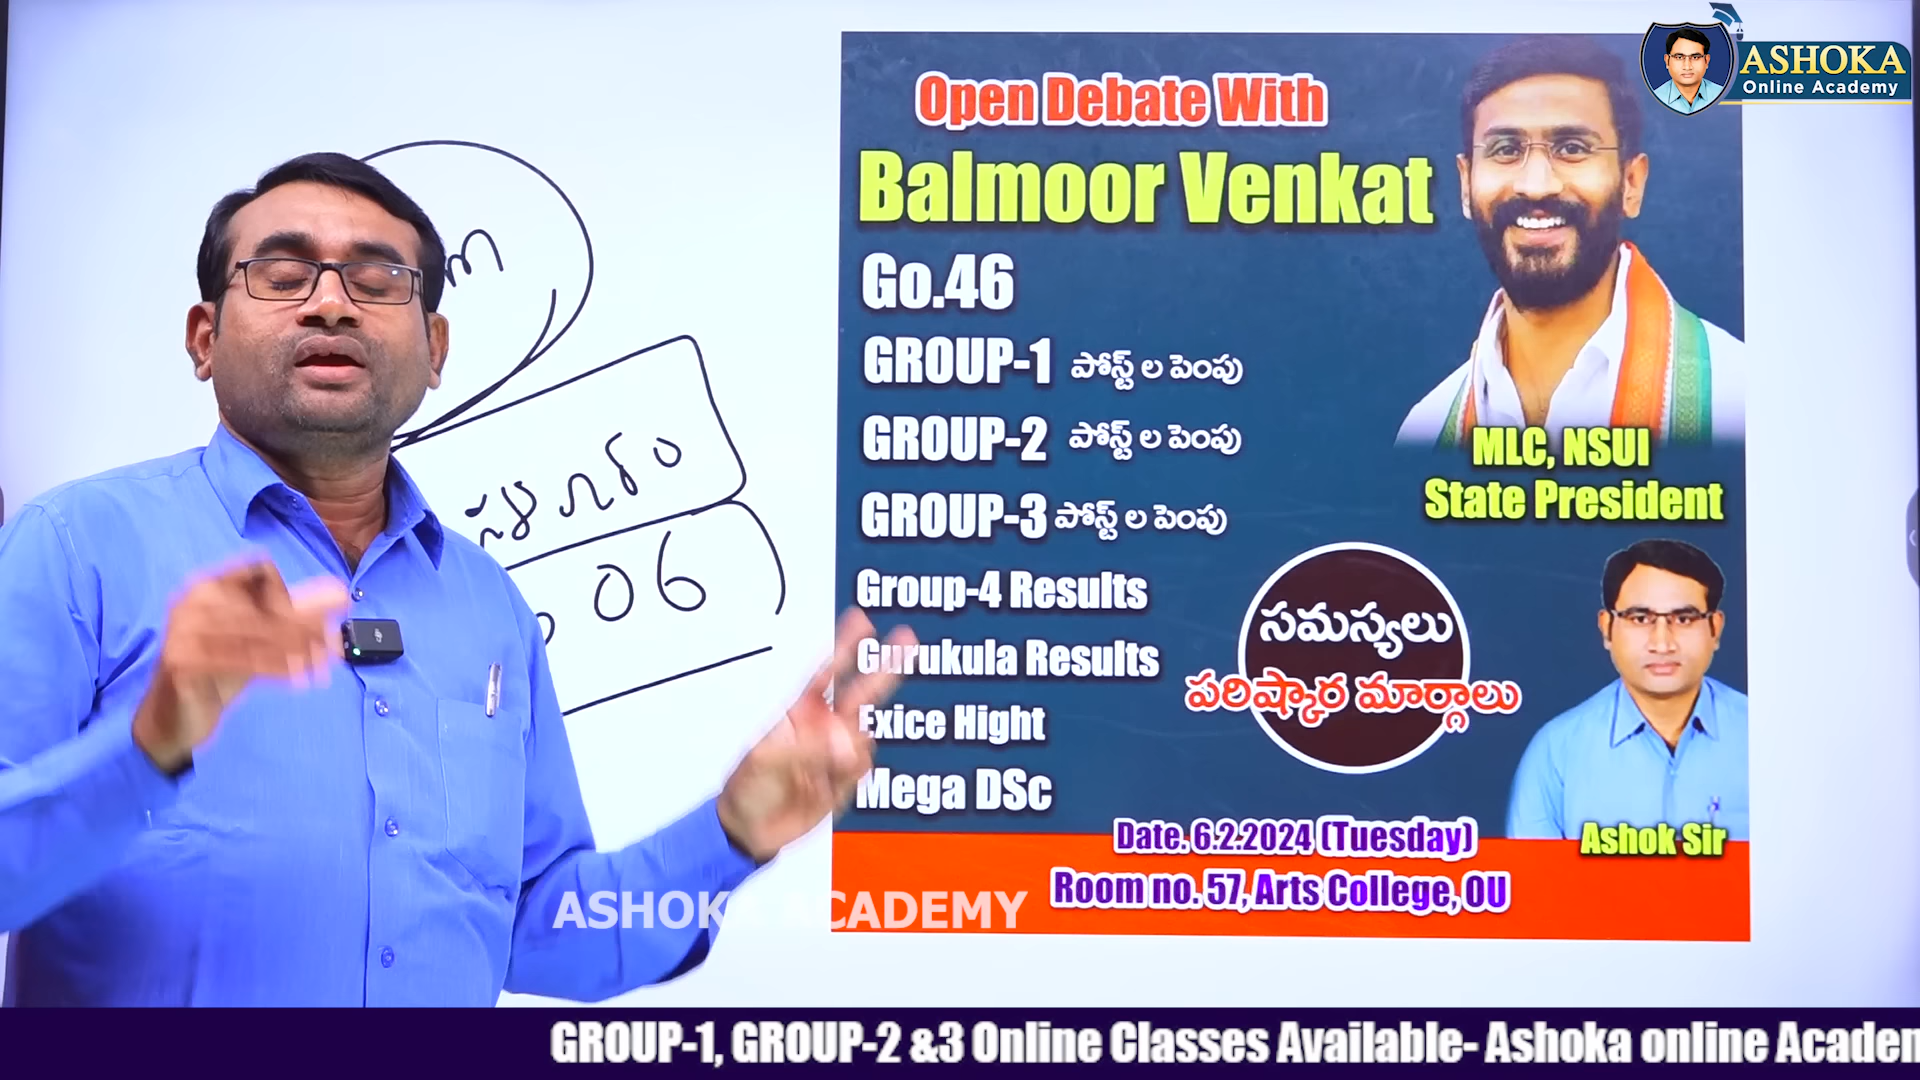 ASHOKA
Online Academy
Open Debate With
Balmoor Venkat
Go.46
GROUP-1 పోస్ట్ ల పెంపు
GROUP-2 పోస్ట్ ల పెంపు
GROUP-3 పోస్ట్ ల పెంపు
Group-4 Results
Gurukula Results
Exice Hight
Mega DSc
MLC, NSUI
State President
సమస్యలు
పరిష్కార మార్గాలు
Ashok Sir
Date. 6.2.2024 (Tuesday)
Room no. 57, Arts College, OU
06
ASHOKA ACADEMY
GROUP-1, GROUP-2 &3 Online Classes Available- Ashoka online Academ